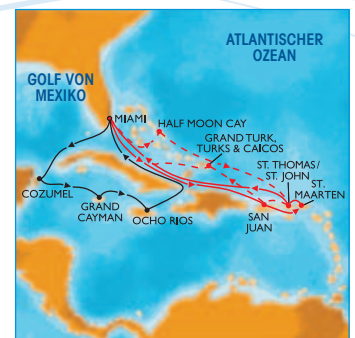 ATLANTISCHER
OZEAN
GOLF VON
MEXIKO
MIAMI
HALF MOON CAY
GRAND TURK,
TURKS & CAICOS
ST. THOMAS/
ST. JOHN
ST.
MAARTEN
COZUMEL
GRAND
CAYMAN
OCHO RIOS
SAN
JUAN